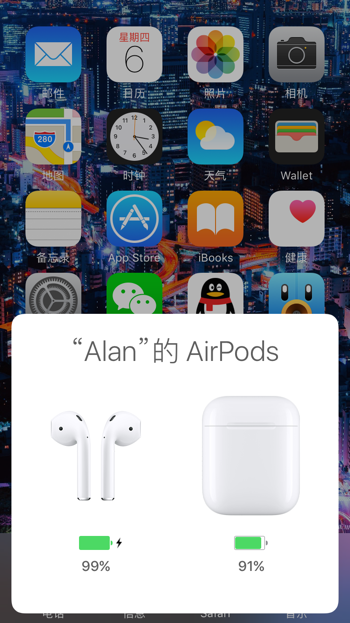 星期四
6
邮件
日历
照片
相机
280
地图
时钟
天气
Wallet
备忘录
App Store
iBooks
健康
“Alan”的 AirPods
99%
91%
电话
信息
Safari
音乐